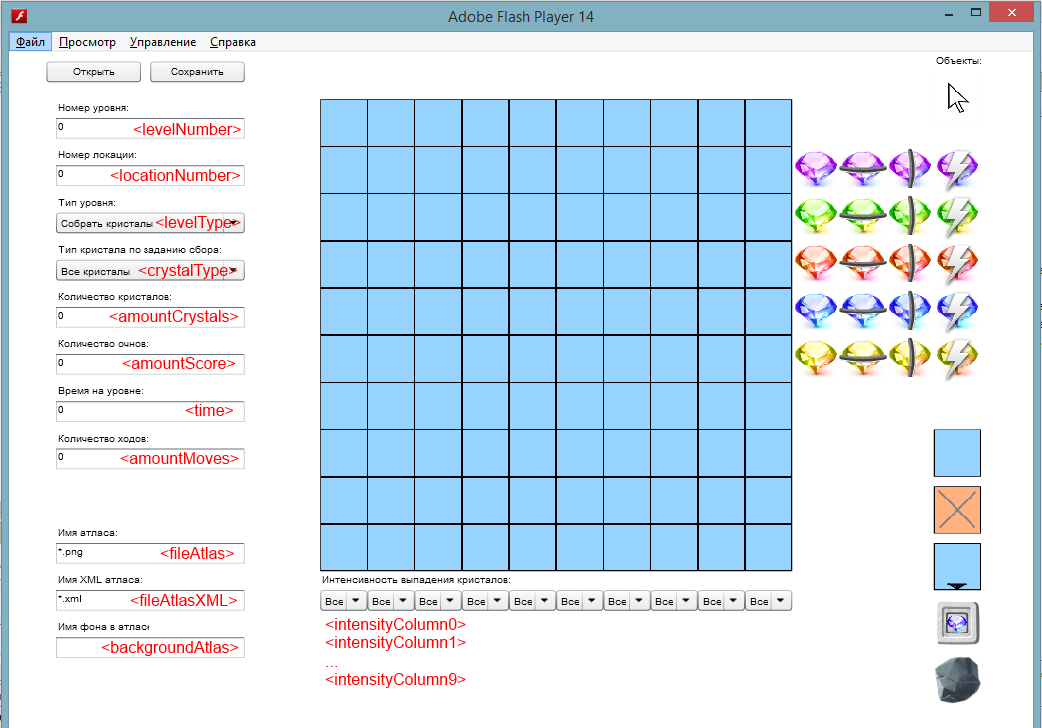 Adobe Flash Player 14
Файл Просмотр Управление Справка
Открыть Сохранить
Объекты:
Номер уровня:
0 <levelNumber>
Номер локации:
0 <locationNumber>
Тип уровня:
Собрать кристалы <levelType>
Тип кристала по заданию сбора:
Все кристалы <crystalType>
Количество кристалов:
0 <amountCrystals>
Количество очнов:
0 <amountScore>
Время на уровне:
0 <time>
Количество ходов:
0 <amountMoves>
Имя атласа:
*.png <fileAtlas>
Имя XML атласа:
*.xml <fileAtlasXML>
Имя фона в атласе
<backgroundAtlas>
Интенсивность выпадения кристалов:
Все Все Все Все Все Все Все Все Все Все
<intensityColumn0>
<intensityColumn1>
...
<intensityColumn9>